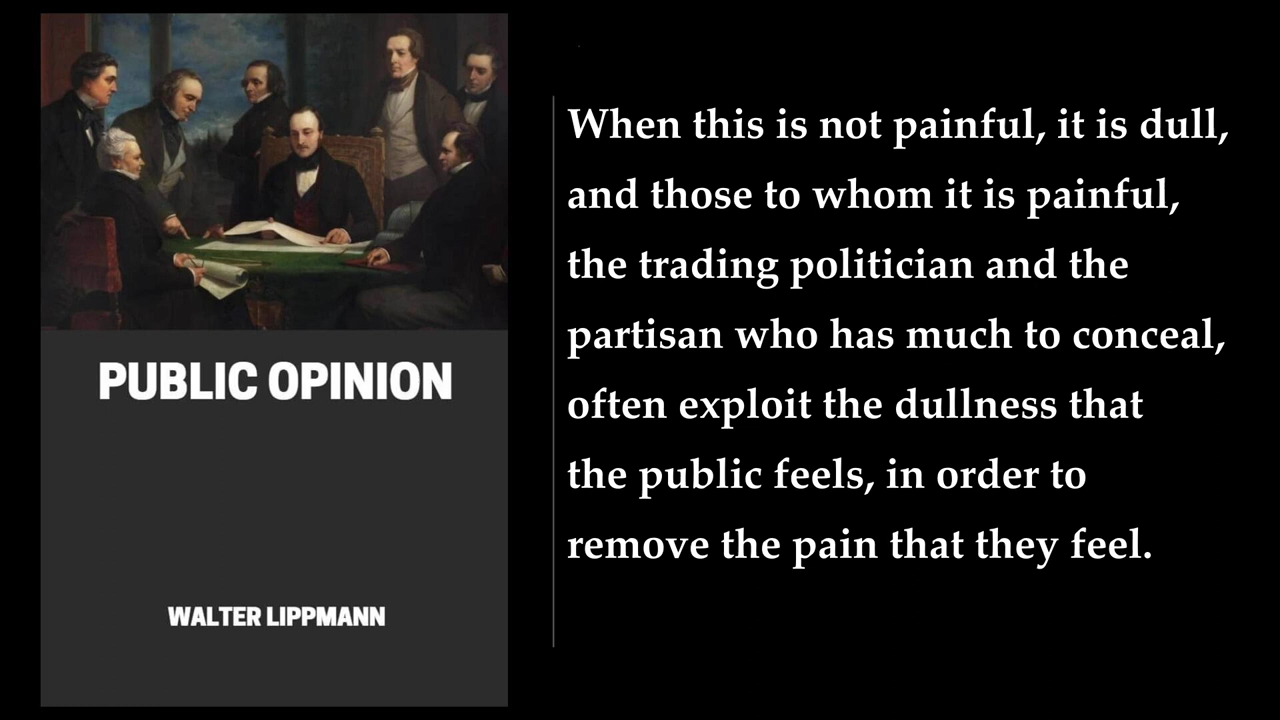 PUBLIC OPINION
WALTER LIPPMANN
When this is not painful, it is dull,
and those to whom it is painful,
the trading politician and the
partisan who has much to conceal,
often exploit the dullness that
the public feels, in order to
remove the pain that they feel.